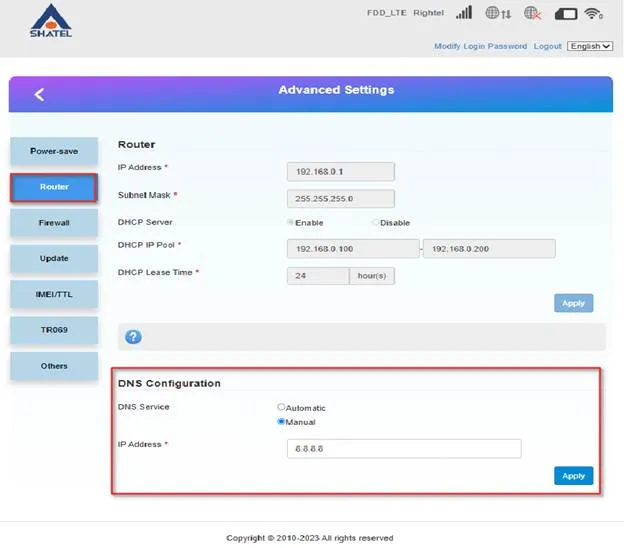 FDD_LTE Rightel
SHATEL
Modify Login Password Logout English
Advanced Settings
Power-save
Router
Firewall
Update
IMEI/TTL
TR069
Others
Router
IP Address *
192.168.0.1
Subnet Mask *
255.255.255.0
DHCP Server
Enable Disable
DHCP IP Pool *
192.168.0.100 - 192.168.0.200
DHCP Lease Time *
24 hour(s)
Apply
?
DNS Configuration
DNS Service
Automatic
Manual
IP Address *
8.8.8.8
Apply
Copyright © 2010-2023 All rights reserved